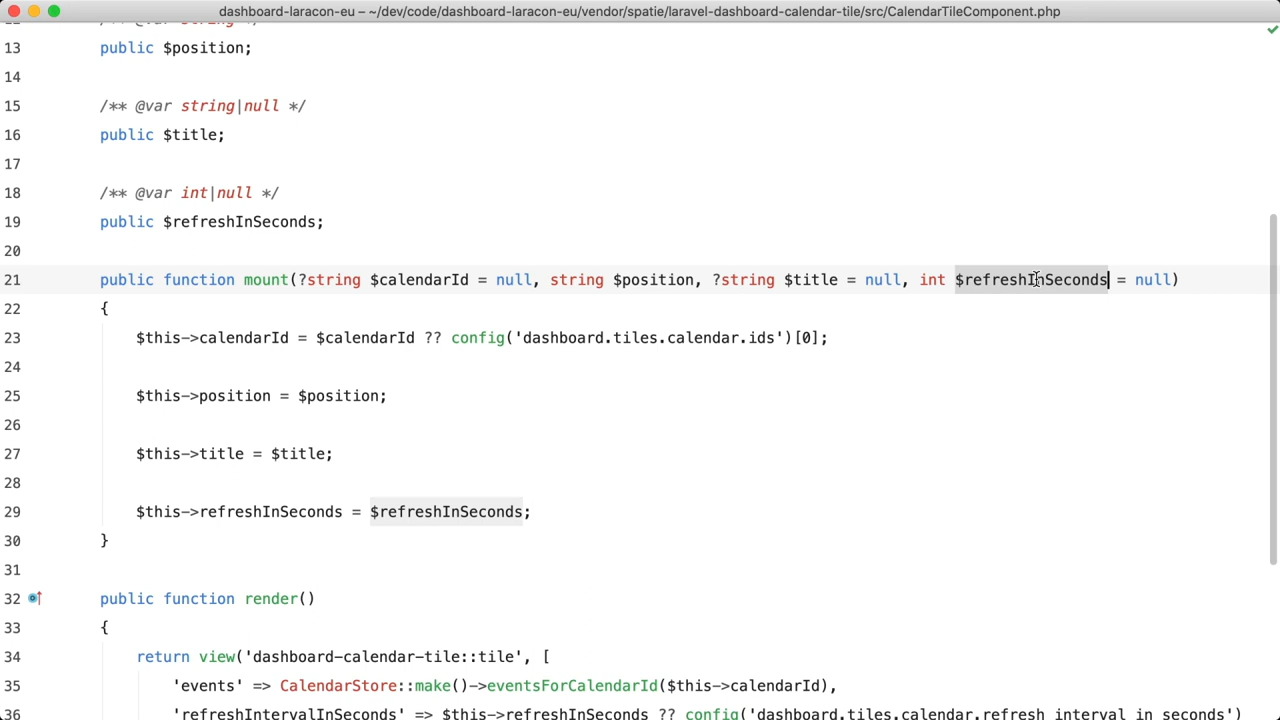 dashboard-laracon-eu – ~/dev/code/dashboard-laracon-eu/vendor/spatie/laravel-dashboard-calendar-tile/src/CalendarTileComponent.php
12 /** @var string */
13 public $position;
14
15 /** @var string|null */
16 public $title;
17
18 /** @var int|null */
19 public $refreshInSeconds;
20
21 public function mount(?string $calendarId = null, string $position, ?string $title = null, int $refreshInSeconds = null)
22 {
23 $this->calendarId = $calendarId ?? config('dashboard.tiles.calendar.ids')[0];
24
25 $this->position = $position;
26
27 $this->title = $title;
28
29 $this->refreshInSeconds = $refreshInSeconds;
30 }
31
32 public function render()
33 {
34 return view('dashboard-calendar-tile::tile', [
35 'events' => CalendarStore::make()->eventsForCalendarId($this->calendarId),
36 'refreshIntervalInSeconds' => $this->refreshInSeconds ?? config('dashboard.tiles.calendar.refresh_interval_in_seconds')